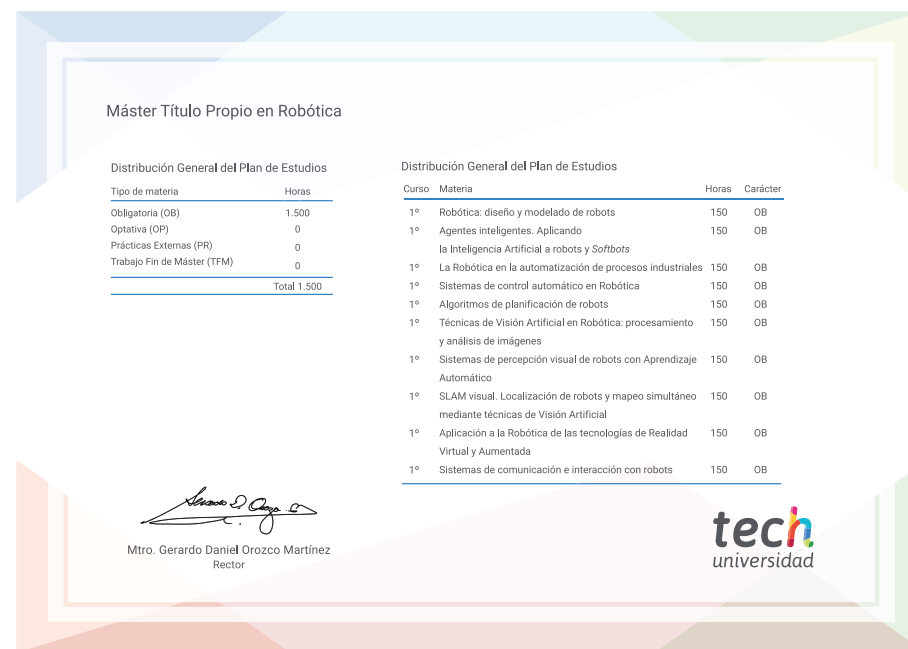 Máster Título Propio en Robótica
Distribución General del Plan de Estudios
Tipo de materia Horas
Obligatoria (OB) 1.500
Optativa (OP) 0
Prácticas Externas (PR) 0
Trabajo Fin de Máster (TFM) 0
Total 1.500
Distribución General del Plan de Estudios
Curso Materia Horas Carácter
1º Robótica: diseño y modelado de robots 150 OB
1º Agentes inteligentes. Aplicando 150 OB
la Inteligencia Artificial a robots y Softbots
1º La Robótica en la automatización de procesos industriales 150 OB
1º Sistemas de control automático en Robótica 150 OB
1º Algoritmos de planificación de robots 150 OB
1º Técnicas de Visión Artificial en Robótica: procesamiento 150 OB
y análisis de imágenes
1º Sistemas de percepción visual de robots con Aprendizaje 150 OB
Automático
1º SLAM visual. Localización de robots y mapeo simultáneo 150 OB
mediante técnicas de Visión Artificial
1º Aplicación a la Robótica de las tecnologías de Realidad 150 OB
Virtual y Aumentada
1º Sistemas de comunicación e interacción con robots 150 OB
Mtro. Gerardo Daniel Orozco Martínez
Rector
tech
universidad